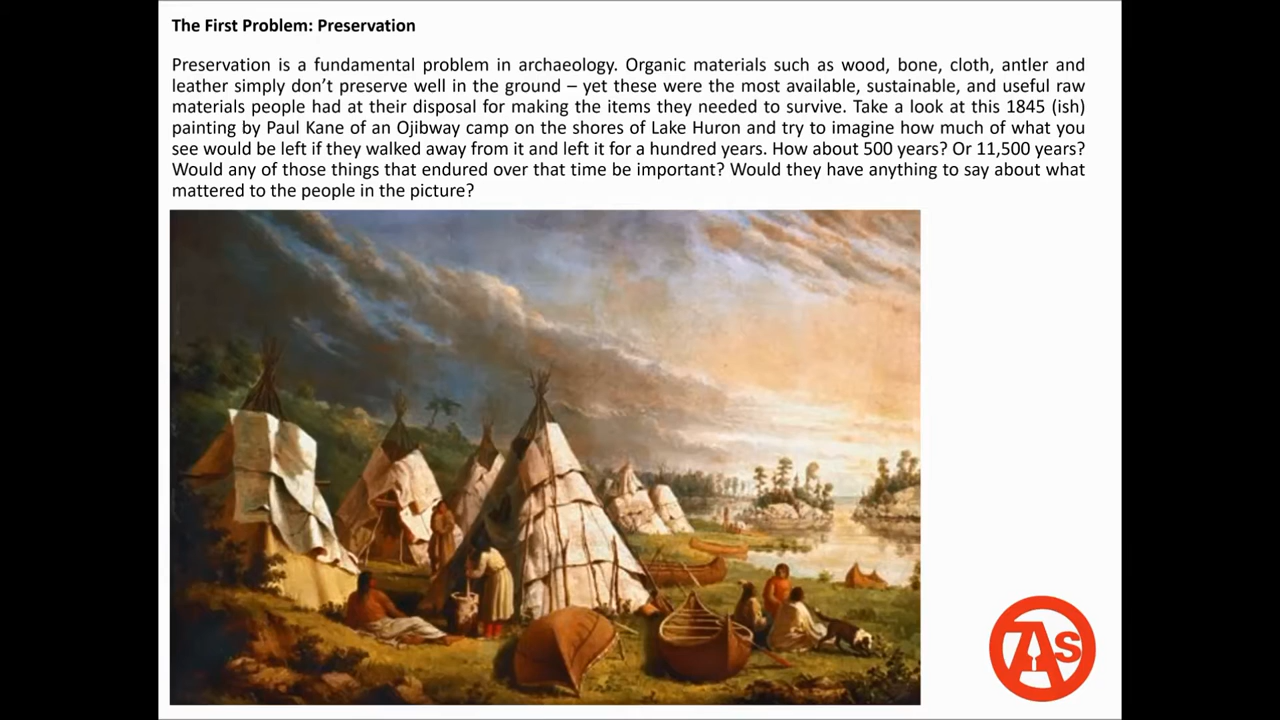 The First Problem: Preservation
Preservation is a fundamental problem in archaeology. Organic materials such as wood, bone, cloth, antler and
leather simply don’t preserve well in the ground – yet these were the most available, sustainable, and useful raw
materials people had at their disposal for making the items they needed to survive. Take a look at this 1845 (ish)
painting by Paul Kane of an Ojibway camp on the shores of Lake Huron and try to imagine how much of what you
see would be left if they walked away from it and left it for a hundred years. How about 500 years? Or 11,500 years?
Would any of those things that endured over that time be important? Would they have anything to say about what
mattered to the people in the picture?
7As